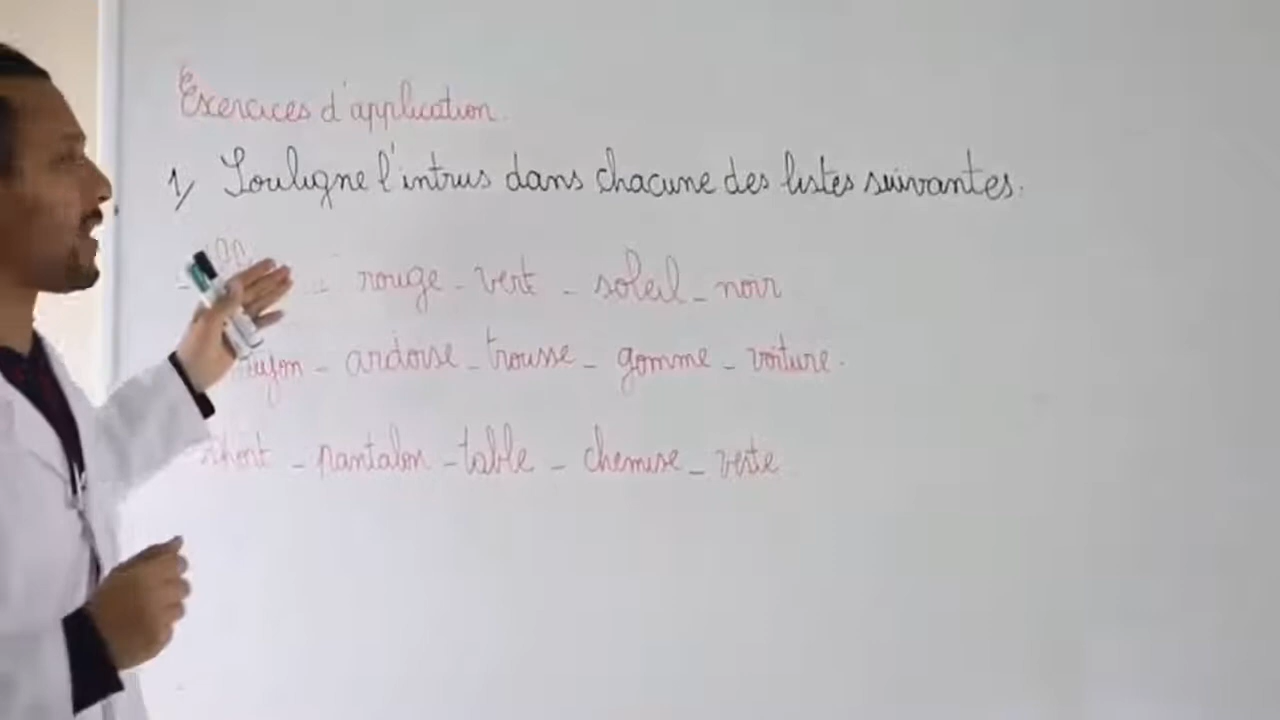 Exercices d'application.
1/ Souligne l'intrus dans chacune des listes suivantes.
- rouge - vert - soleil - noir
- ardoise - trousse - gomme - voiture.
short - pantalon - table - chemise - veste